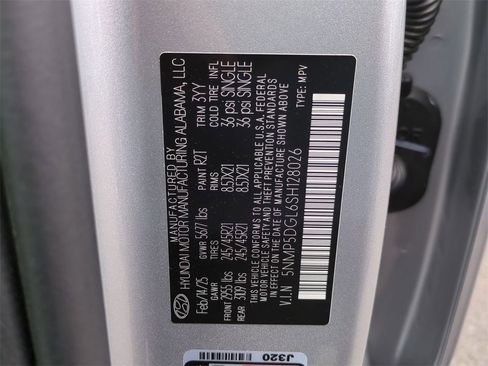 MANUFACTURED BY
HYUNDAI MOTOR MANUFACTURING ALABAMA, LLC
Feb/14/25 GVWR 5677 lbs PAINT R2T TRIM 3YY
GAWR TIRES RIMS COLD TIRE INFL
FRONT 2955 lbs 245/45R21 8.5JX21 36 psi SINGLE
REAR 3109 lbs 245/45R21 8.5JX21 36 psi SINGLE
THIS VEHICLE CONFORMS TO ALL APPLICABLE U.S.A. FEDERAL
MOTOR VEHICLE SAFETY AND THEFT PREVENTION STANDARDS
IN EFFECT ON THE DATE OF MANUFACTURE SHOWN ABOVE
V.I.N 5NMP5DGL6SH128026 TYPE: MPV
J320